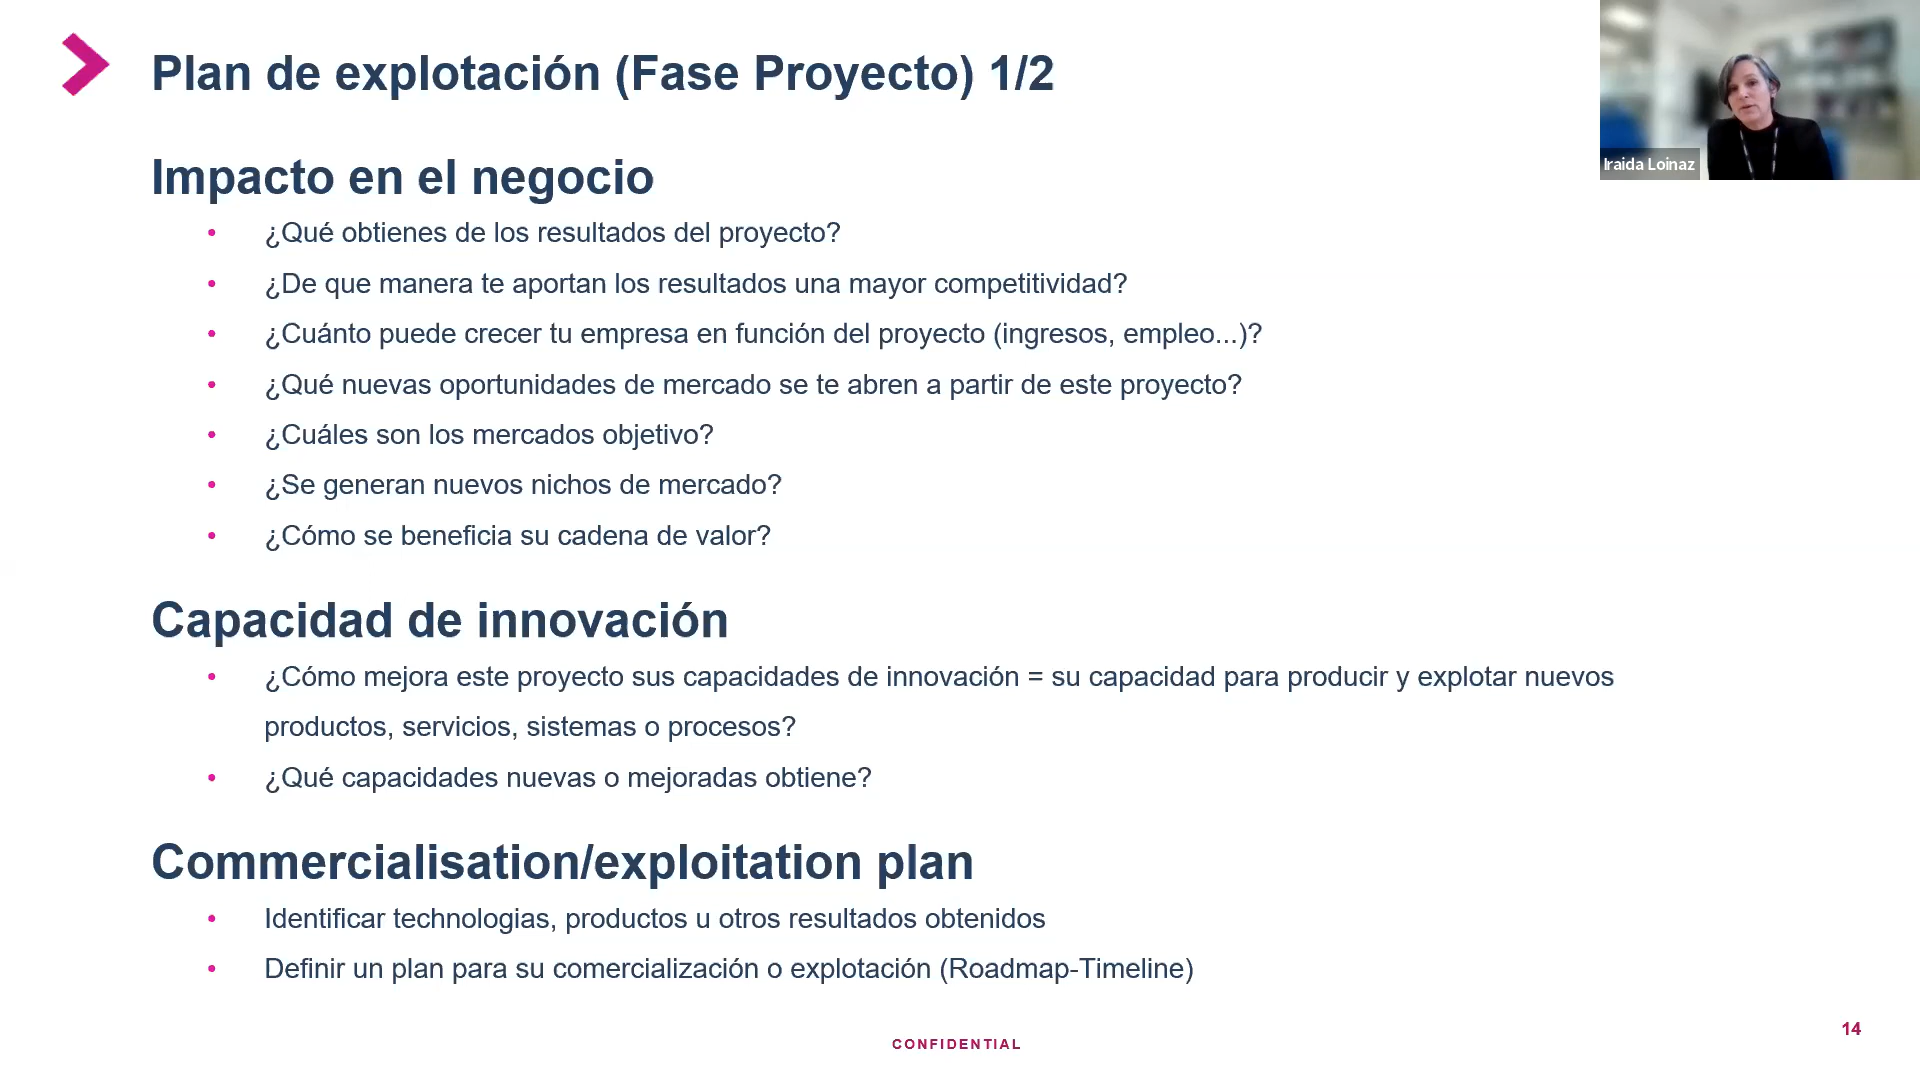 Plan de explotación (Fase Proyecto) 1/2
Iraida Loinaz
Impacto en el negocio
• ¿Qué obtienes de los resultados del proyecto?
• ¿De que manera te aportan los resultados una mayor competitividad?
• ¿Cuánto puede crecer tu empresa en función del proyecto (ingresos, empleo...)?
• ¿Qué nuevas oportunidades de mercado se te abren a partir de este proyecto?
• ¿Cuáles son los mercados objetivo?
• ¿Se generan nuevos nichos de mercado?
• ¿Cómo se beneficia su cadena de valor?
Capacidad de innovación
• ¿Cómo mejora este proyecto sus capacidades de innovación = su capacidad para producir y explotar nuevos
productos, servicios, sistemas o procesos?
• ¿Qué capacidades nuevas o mejoradas obtiene?
Commercialisation/exploitation plan
• Identificar technologias, productos u otros resultados obtenidos
• Definir un plan para su comercialización o explotación (Roadmap-Timeline)
14
CONFIDENTIAL